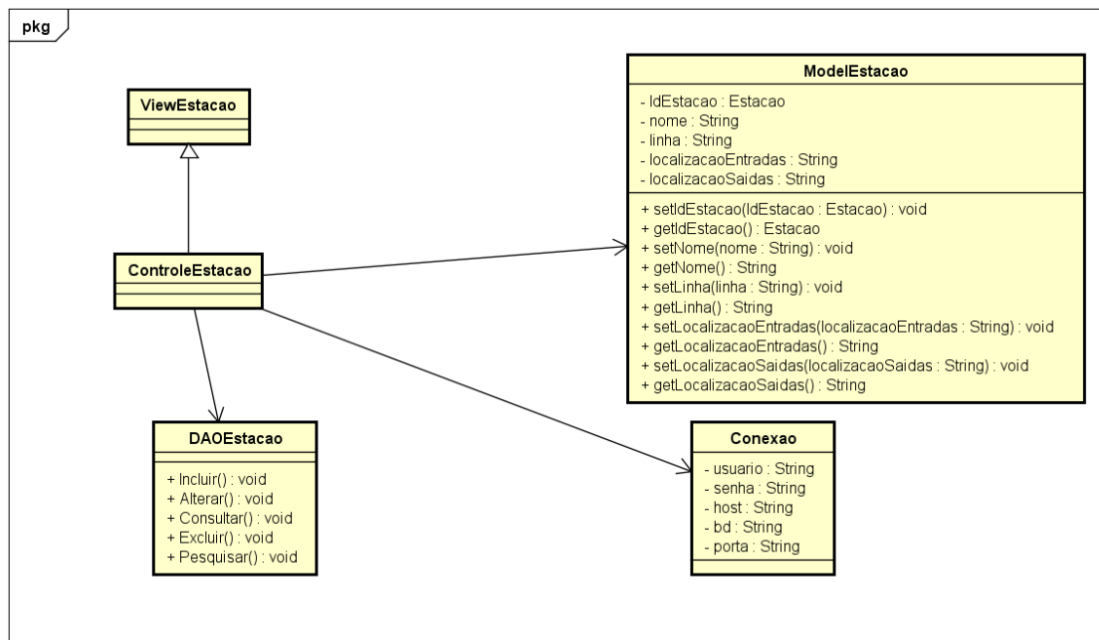 pkg
ViewEstacao
ControleEstacao
ModelEstacao
- IdEstacao : Estacao
- nome : String
- linha : String
- localizacaoEntradas : String
- localizacaoSaidas : String
+ setIdEstacao(IdEstacao : Estacao) : void
+ getIdEstacao() : Estacao
+ setNome(nome : String) : void
+ getNome() : String
+ setLinha(linha : String) : void
+ getLinha() : String
+ setLocalizacaoEntradas(localizacaoEntradas : String) : void
+ getLocalizacaoEntradas() : String
+ setLocalizacaoSaidas(localizacaoSaidas : String) : void
+ getLocalizacaoSaidas() : String
DAOEstacao
+ Incluir() : void
+ Alterar() : void
+ Consultar() : void
+ Excluir() : void
+ Pesquisar() : void
Conexao
- usuario : String
- senha : String
- host : String
- bd : String
- porta : String